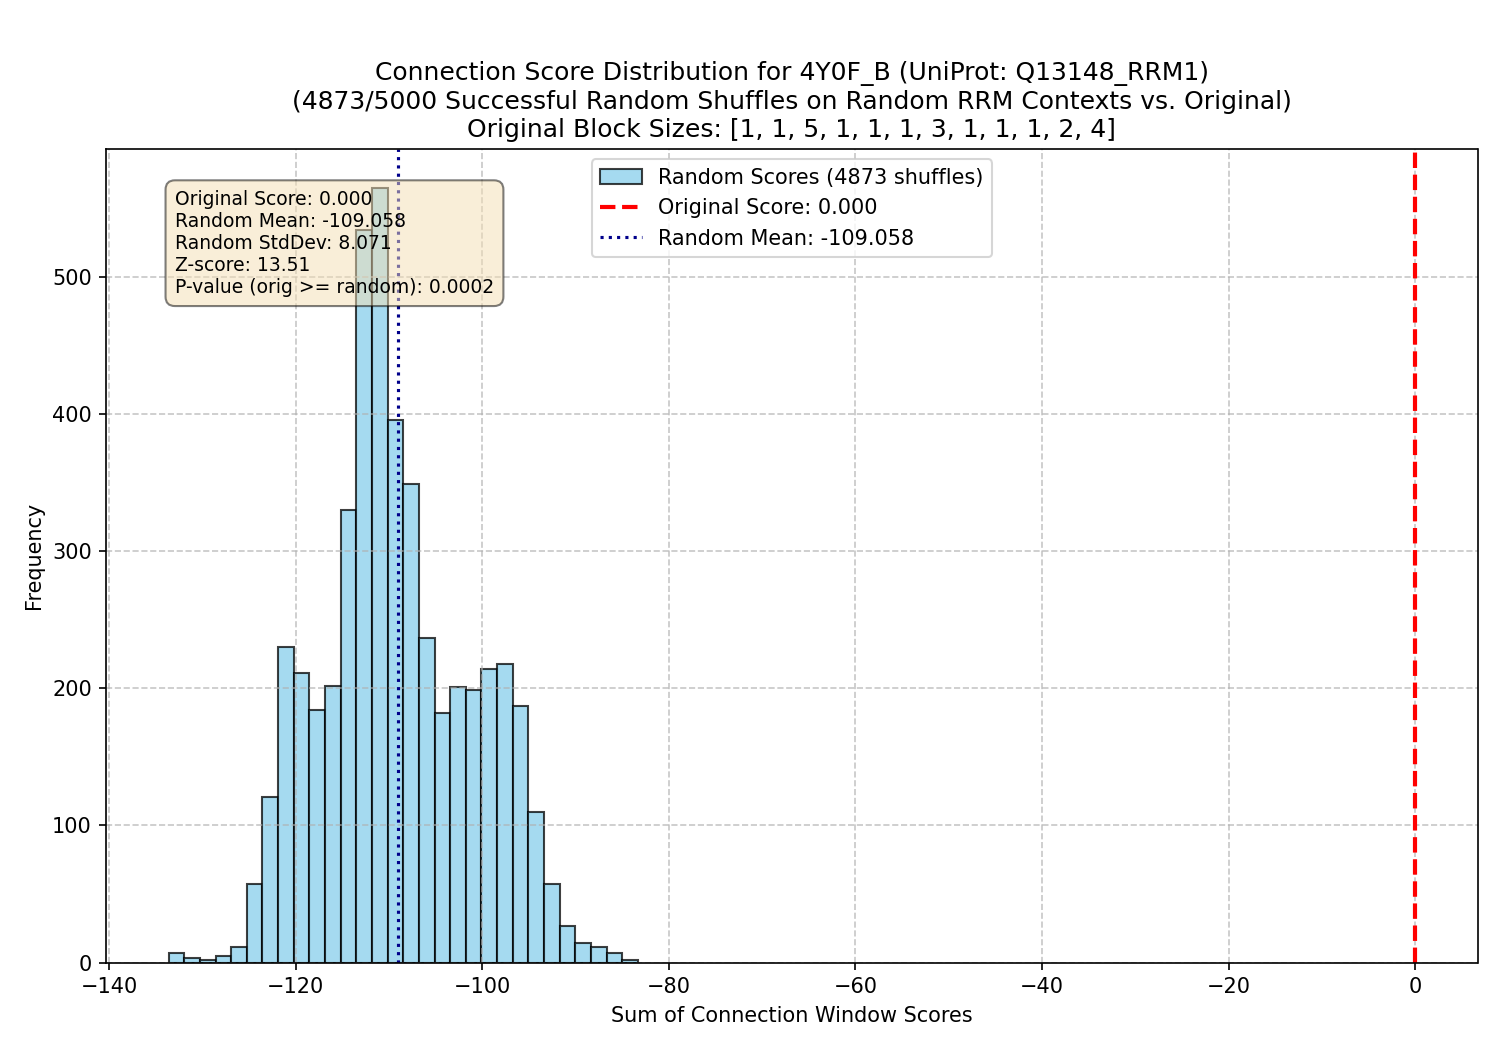 Connection Score Distribution for 4Y0F_B (UniProt: Q13148_RRM1)
(4873/5000 Successful Random Shuffles on Random RRM Contexts vs. Original)
Original Block Sizes: [1, 1, 5, 1, 1, 1, 3, 1, 1, 1, 2, 4]
Original Score: 0.000
Random Mean: -109.058
Random StdDev: 8.071
Z-score: 13.51
P-value (orig >= random): 0.0002
Random Scores (4873 shuffles)
Original Score: 0.000
Random Mean: -109.058
Frequency
500
400
300
200
100
0
−140 −120 −100 −80 −60 −40 −20 0
Sum of Connection Window Scores